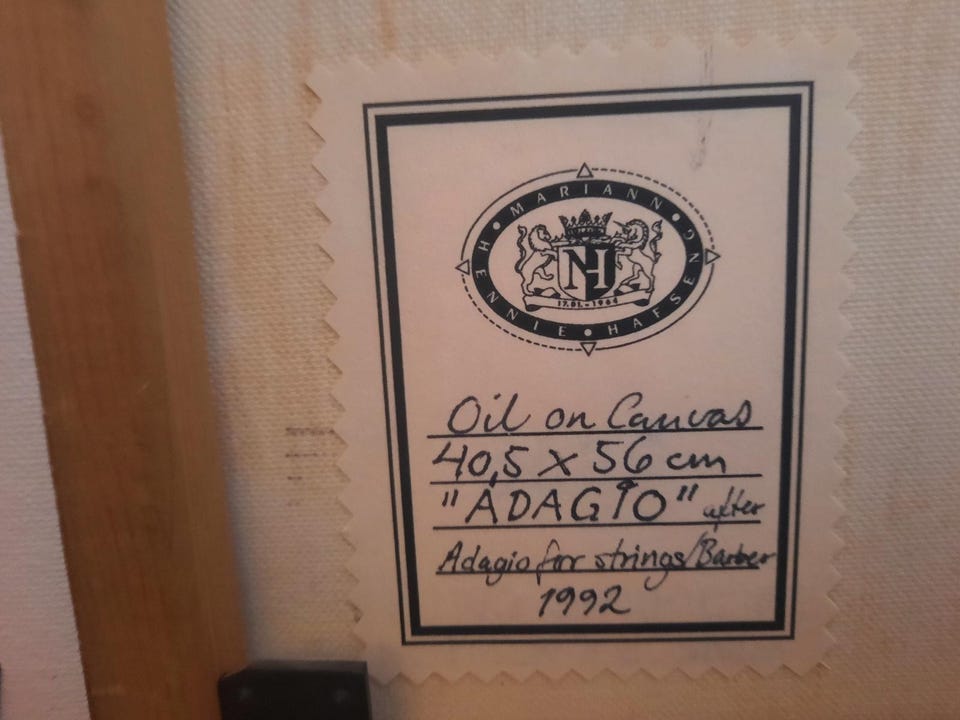 MARIANN
HENNIE • HAFSENG
NH
17.01.-1964
Oil on Canvas
40,5 x 56 cm
"ADAGIO" after
Adagio for strings/Barber
1992